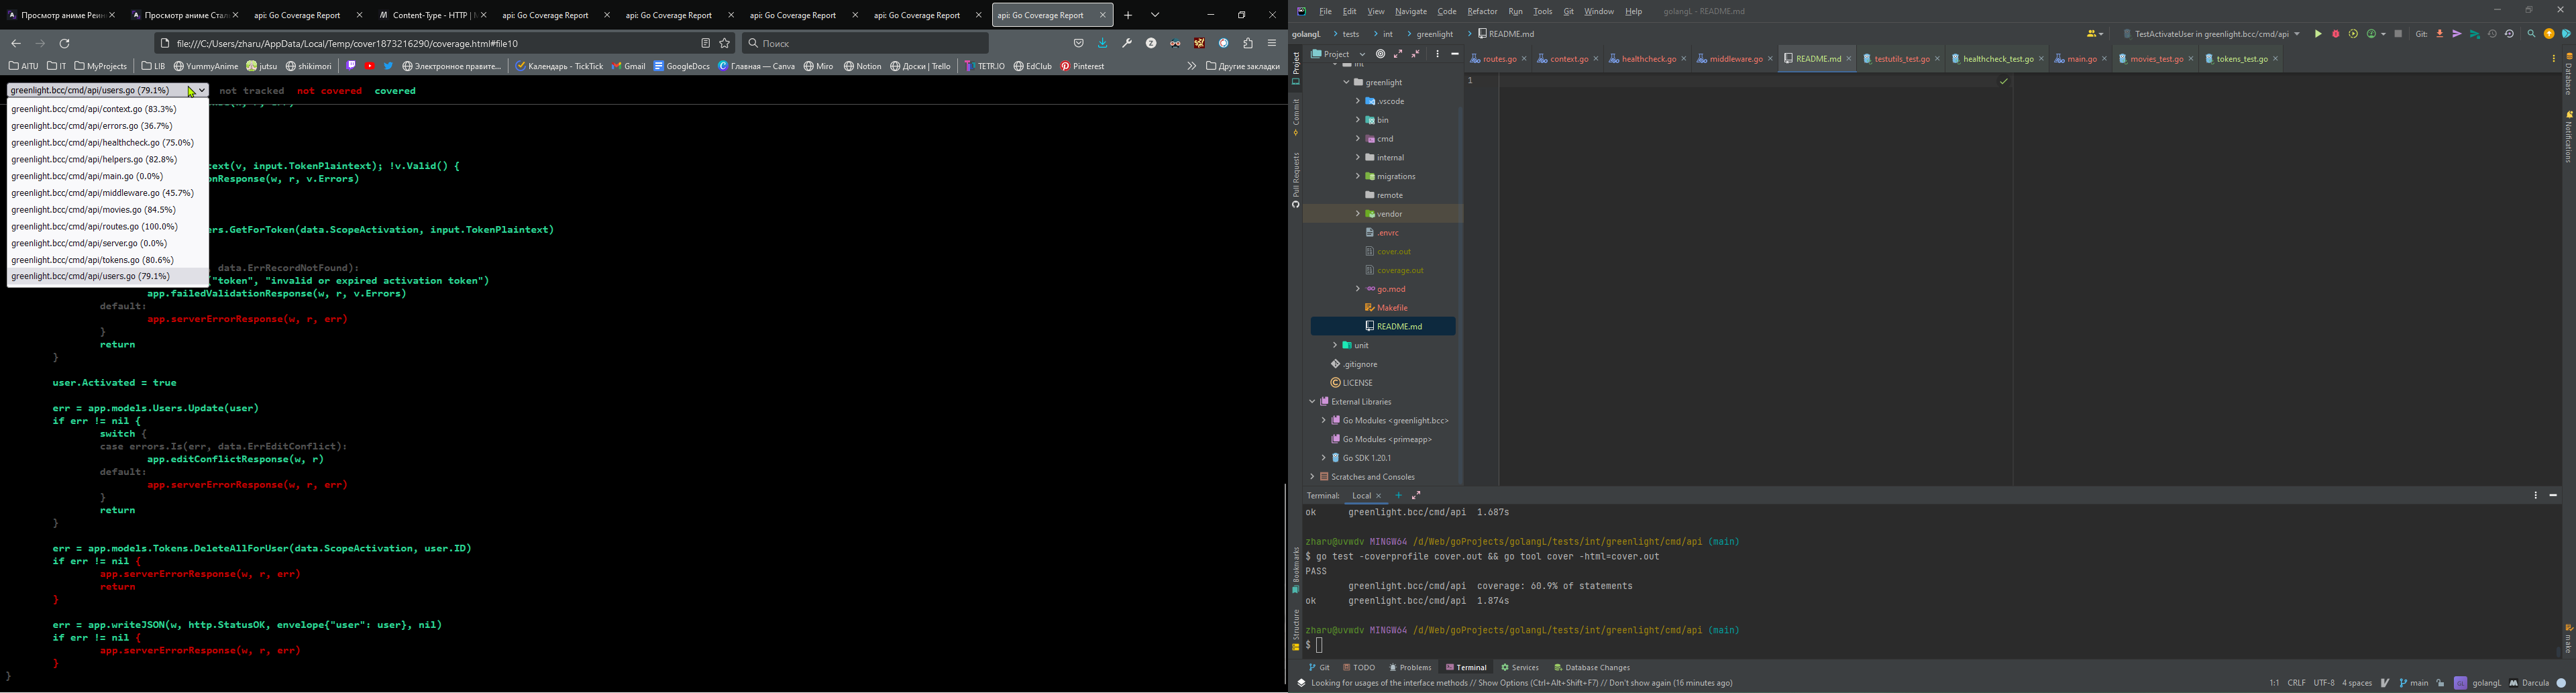 Просмотр аниме Реин
Просмотр аниме Стал
api: Go Coverage Report
Content-Type - HTTP | M
api: Go Coverage Report
api: Go Coverage Report
api: Go Coverage Report
api: Go Coverage Report
api: Go Coverage Report
file:///C:/Users/zharu/AppData/Local/Temp/cover1873216290/coverage.html#file10
Поиск
AITU IT MyProjects LIB YummyAnime jutsu shikimori Электронное правите... Календарь - TickTick Gmail GoogleDocs Главная — Canva Miro Notion Доски | Trello TETR.IO EdClub Pinterest Другие закладки
greenlight.bcc/cmd/api/users.go (79.1%) not tracked not covered covered
greenlight.bcc/cmd/api/context.go (83.3%)
greenlight.bcc/cmd/api/errors.go (36.7%)
greenlight.bcc/cmd/api/healthcheck.go (75.0%)
greenlight.bcc/cmd/api/helpers.go (82.8%)
greenlight.bcc/cmd/api/main.go (0.0%)
greenlight.bcc/cmd/api/middleware.go (45.7%)
greenlight.bcc/cmd/api/movies.go (84.5%)
greenlight.bcc/cmd/api/routes.go (100.0%)
greenlight.bcc/cmd/api/server.go (0.0%)
greenlight.bcc/cmd/api/tokens.go (80.6%)
greenlight.bcc/cmd/api/users.go (79.1%)
text(v, input.TokenPlaintext); !v.Valid() {
onResponse(w, r, v.Errors)
rs.GetForToken(data.ScopeActivation, input.TokenPlaintext)
, data.ErrRecordNotFound):
("token", "invalid or expired activation token")
app.failedValidationResponse(w, r, v.Errors)
default:
app.serverErrorResponse(w, r, err)
}
return
}
user.Activated = true
err = app.models.Users.Update(user)
if err != nil {
switch {
case errors.Is(err, data.ErrEditConflict):
app.editConflictResponse(w, r)
default:
app.serverErrorResponse(w, r, err)
}
return
}
err = app.models.Tokens.DeleteAllForUser(data.ScopeActivation, user.ID)
if err != nil {
app.serverErrorResponse(w, r, err)
return
}
err = app.writeJSON(w, http.StatusOK, envelope{"user": user}, nil)
if err != nil {
app.serverErrorResponse(w, r, err)
}
}
File Edit View Navigate Code Refactor Run Tools Git Window Help golangL - README.md
golangL tests int greenlight README.md
TestActivateUser in greenlight.bcc/cmd/api
Git:
Project
routes.go context.go healthcheck.go middleware.go README.md testutils_test.go healthcheck_test.go main.go movies_test.go tokens_test.go
Project
Commit
Pull Requests
Bookmarks
Structure
int
greenlight
.vscode
bin
cmd
internal
migrations
remote
vendor
.envrc
cover.out
coverage.out
go.mod
Makefile
README.md
unit
.gitignore
LICENSE
External Libraries
Go Modules <greenlight.bcc>
Go Modules <primeapp>
Go SDK 1.20.1
Scratches and Consoles
1
Database
Notifications
make
Terminal: Local
ok greenlight.bcc/cmd/api 1.687s
zharu@uvwdv MINGW64 /d/Web/goProjects/golangL/tests/int/greenlight/cmd/api (main)
$ go test -coverprofile cover.out && go tool cover -html=cover.out
PASS
greenlight.bcc/cmd/api coverage: 60.9% of statements
ok greenlight.bcc/cmd/api 1.874s
zharu@uvwdv MINGW64 /d/Web/goProjects/golangL/tests/int/greenlight/cmd/api (main)
$
Git TODO Problems Terminal Services Database Changes
Looking for usages of the interface methods // Show Options (Ctrl+Alt+Shift+F7) // Don't show again (16 minutes ago)
1:1 CRLF UTF-8 4 spaces main golangL Darcula